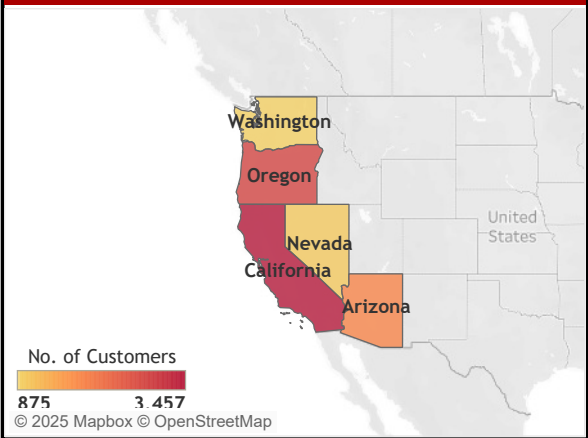 Washington
Oregon
United
States
Nevada
California
Arizona
No. of Customers
875 3,457
© 2025 Mapbox © OpenStreetMap